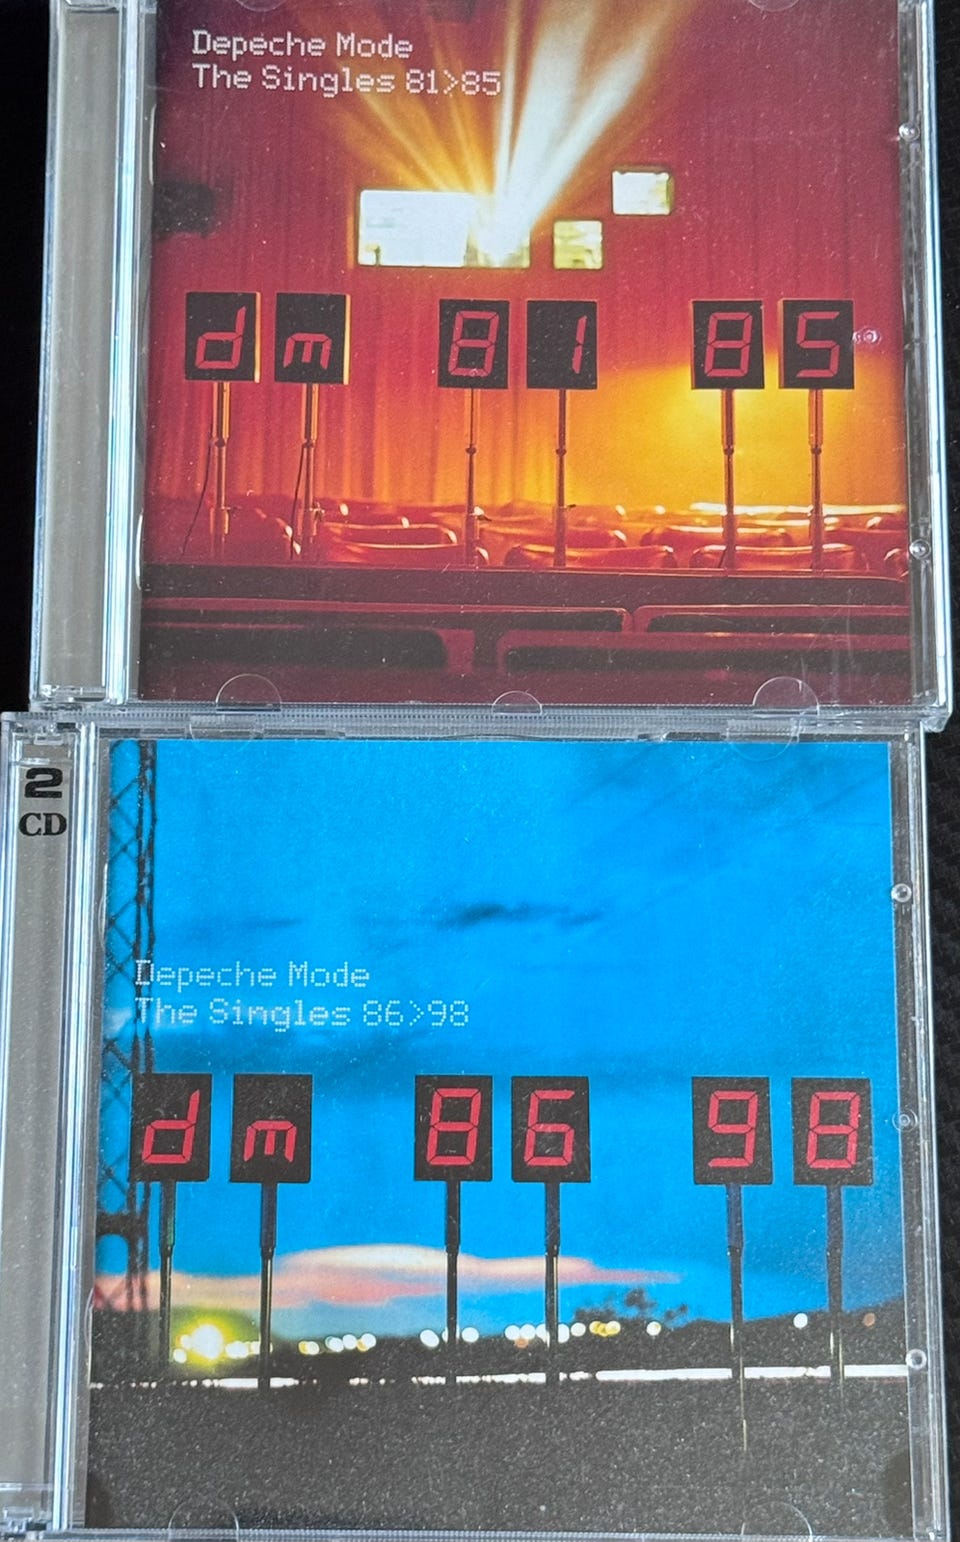 Depeche Mode
The Singles 81>85
dm 81 85
2
CD
Depeche Mode
The Singles 86>98
dm 86 98